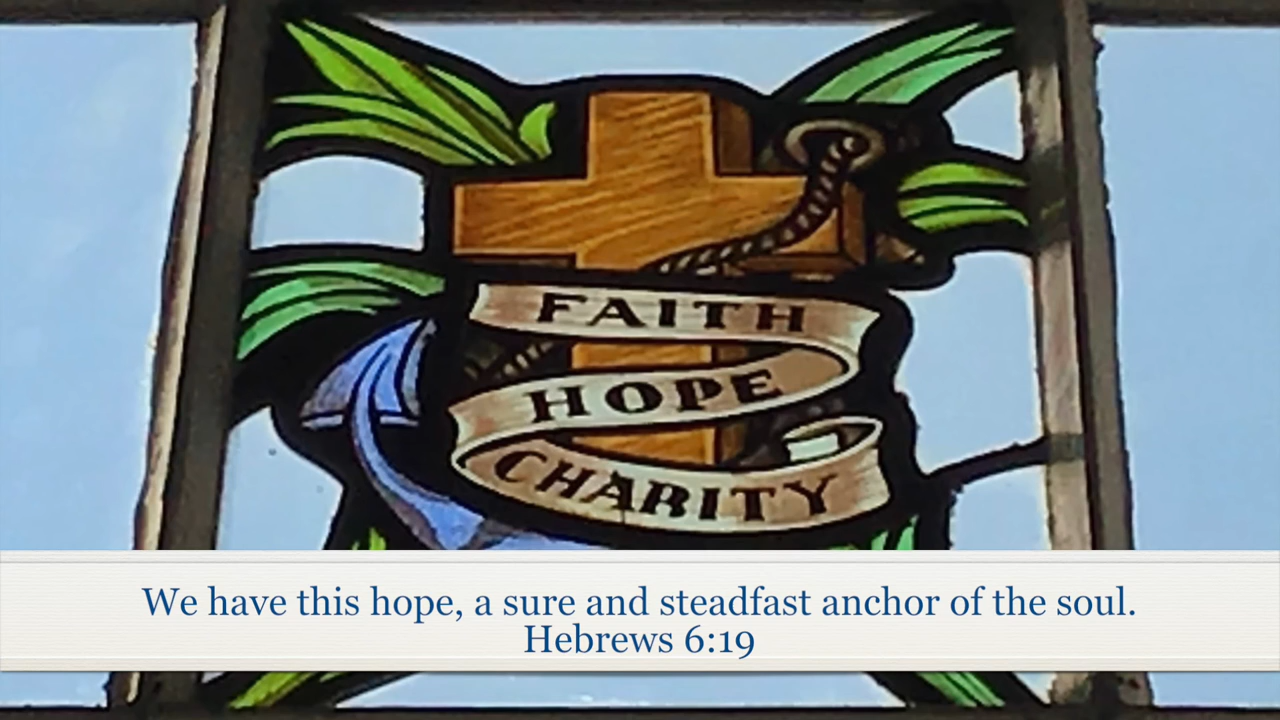 FAITH
HOPE
CHARITY
We have this hope, a sure and steadfast anchor of the soul.
Hebrews 6:19